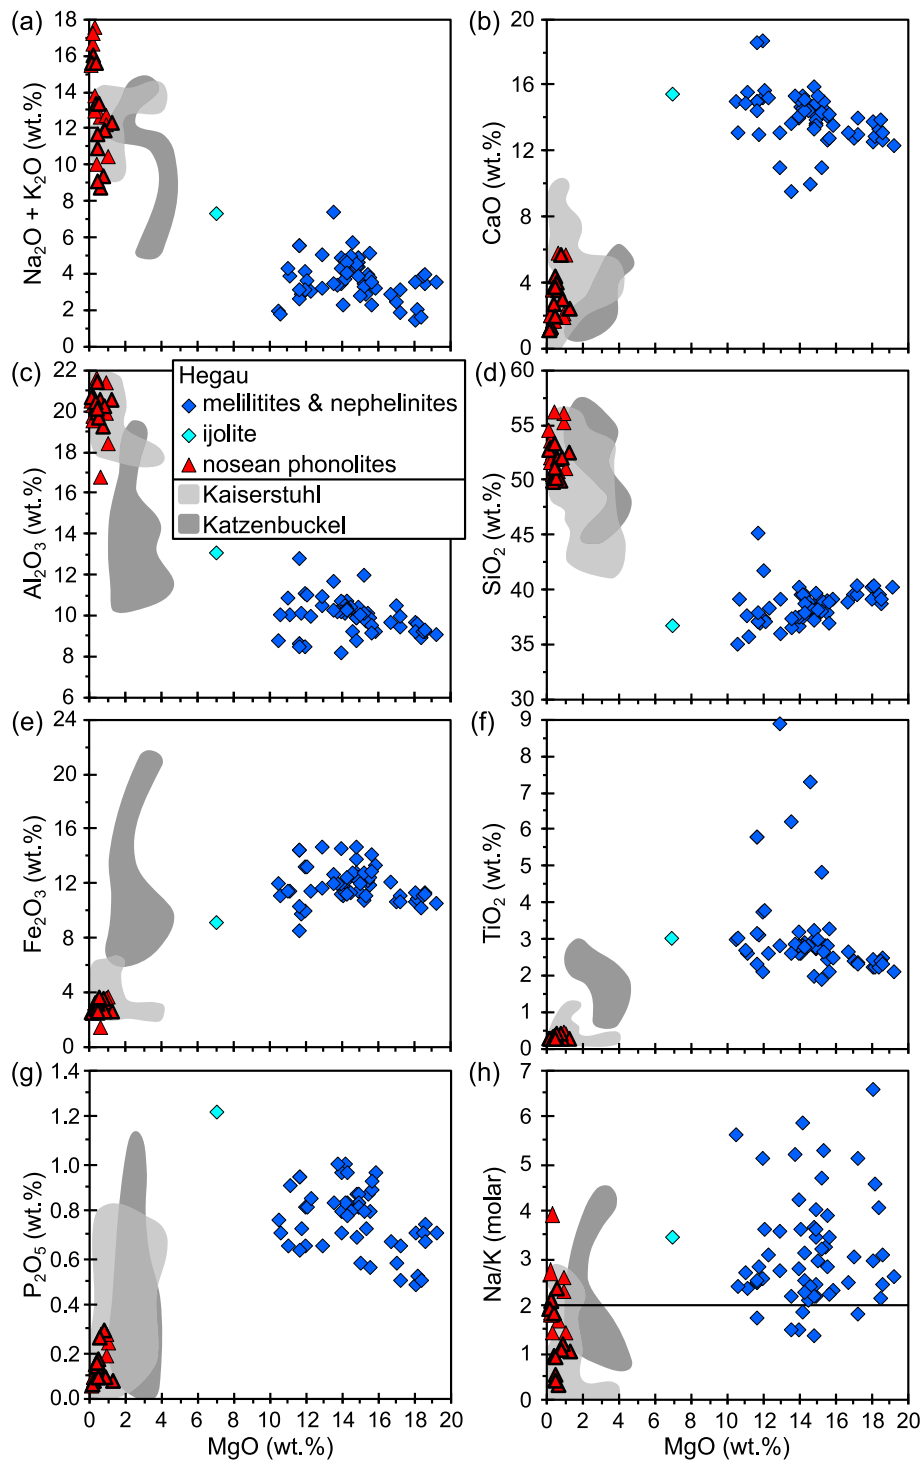 (a)
18
16
14
12
10
8
6
4
2
0
Na₂O + K₂O (wt.%)
(b)
20
16
12
8
4
0
CaO (wt.%)
(c)
22
20
18
16
14
12
10
8
6
Al₂O₃ (wt.%)
Hegau
melilitites & nephelinites
ijolite
nosean phonolites
Kaiserstuhl
Katzenbuckel
(d)
60
55
50
45
40
35
30
SiO₂ (wt.%)
(e)
24
20
16
12
8
4
0
Fe₂O₃ (wt.%)
(f)
9
8
7
6
5
4
3
2
1
0
TiO₂ (wt.%)
(g)
1.4
1.2
1.0
0.8
0.6
0.4
0.2
0.0
P₂O₅ (wt.%)
0 2 4 6 8 10 12 14 16 18 20
MgO (wt.%)
(h)
7
6
5
4
3
2
1
0
Na/K (molar)
0 2 4 6 8 10 12 14 16 18 20
MgO (wt.%)